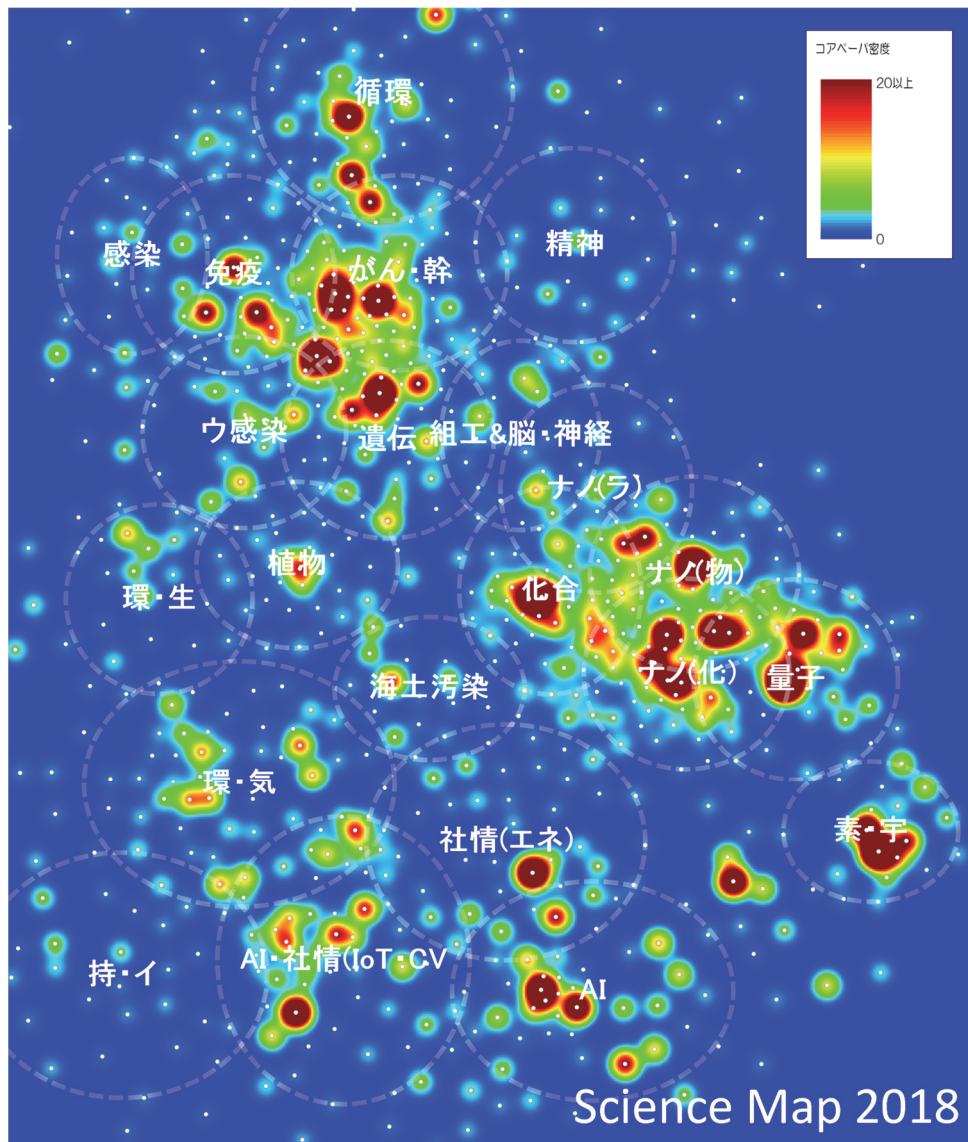 コアペーパ密度
20以上
0
循環
感染
免疫
がん・幹
精神
ウ感染
遺伝
組工&脳・神経
ナノ(ラ)
植物
環・生
化合
ナノ(物)
海土汚染
ナノ(化)
量子
環・気
社情(エネ)
素・宇
持・イ
AI・社情(IoT・CV
AI
Science Map 2018